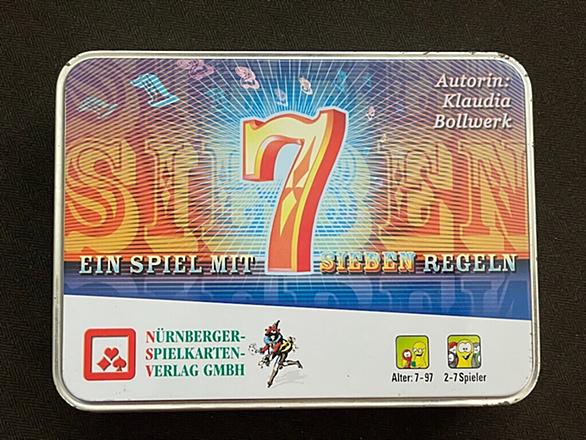 Autorin:
Klaudia
Bollwerk
SIEBEN
7
EIN SPIEL MIT SIEBEN REGELN
NÜRNBERGER-
SPIELKARTEN-
VERLAG GMBH
Alter: 7-97
2-7 Spieler